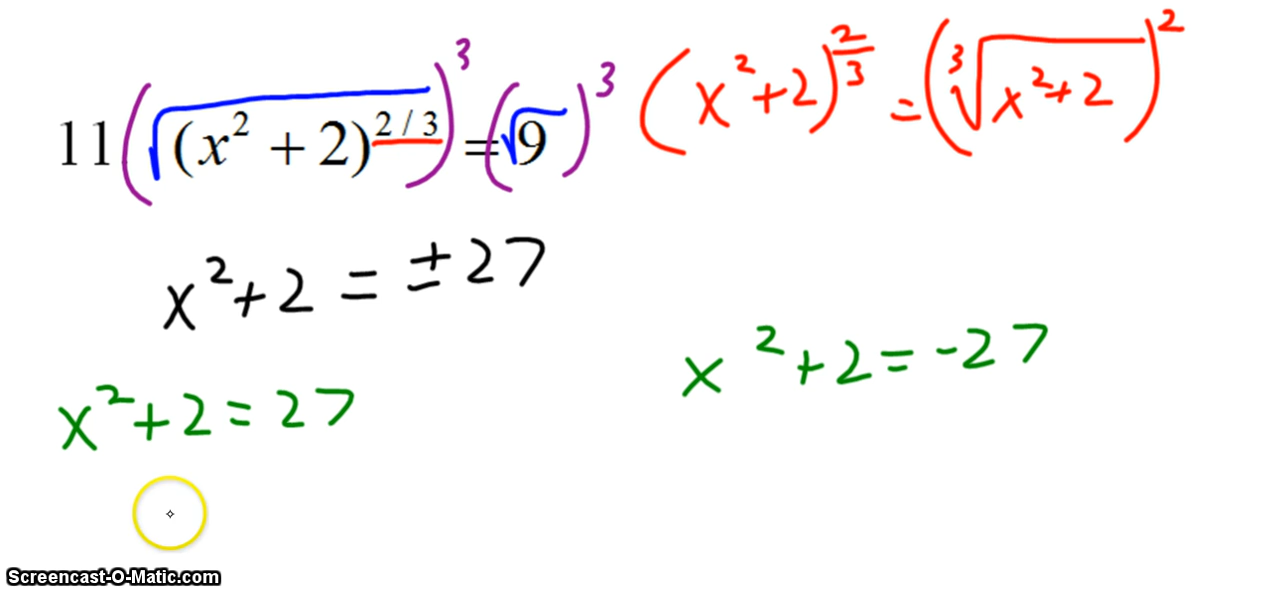 11(√(x² + 2)^(2 / 3))³ = (√9)³
(x² + 2)^(2/3) = (∛(x² + 2))²
x² + 2 = ± 27
x² + 2 = -27
x² + 2 = 27
Screencast-O-Matic.com